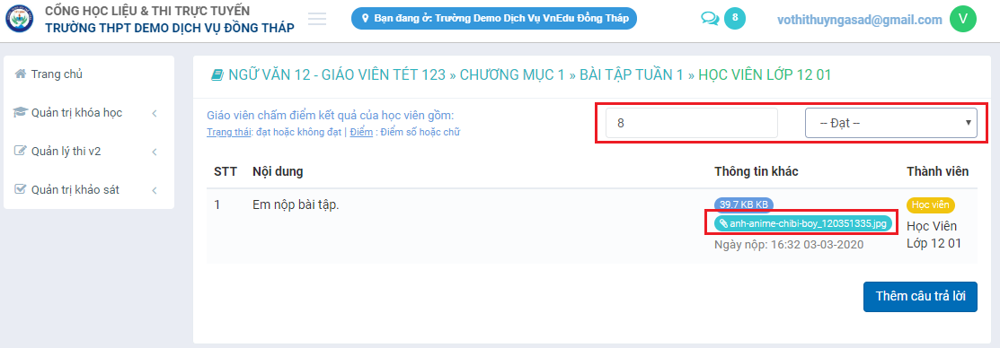 CỔNG HỌC LIỆU & THI TRỰC TUYẾN
TRƯỜNG THPT DEMO DỊCH VỤ ĐỒNG THÁP
Bạn đang ở: Trường Demo Dịch Vụ VnEdu Đồng Tháp
8
vothithuyngasad@gmail.com
V
Trang chủ
Quản trị khóa học
Quản lý thi v2
Quản trị khảo sát
NGỮ VĂN 12 - GIÁO VIÊN TÉT 123 » CHƯƠNG MỤC 1 » BÀI TẬP TUẦN 1 » HỌC VIÊN LỚP 12 01
Giáo viên chấm điểm kết quả của học viên gồm:
Trạng thái: đạt hoặc không đạt | Điểm : Điểm số hoặc chữ
8
-- Đạt --
STT Nội dung Thông tin khác Thành viên
1 Em nộp bài tập. 39.7 KB KB Học viên
anh-anime-chibi-boy_120351335.jpg
Học Viên
Ngày nộp: 16:32 03-03-2020 Lớp 12 01
Thêm câu trả lời